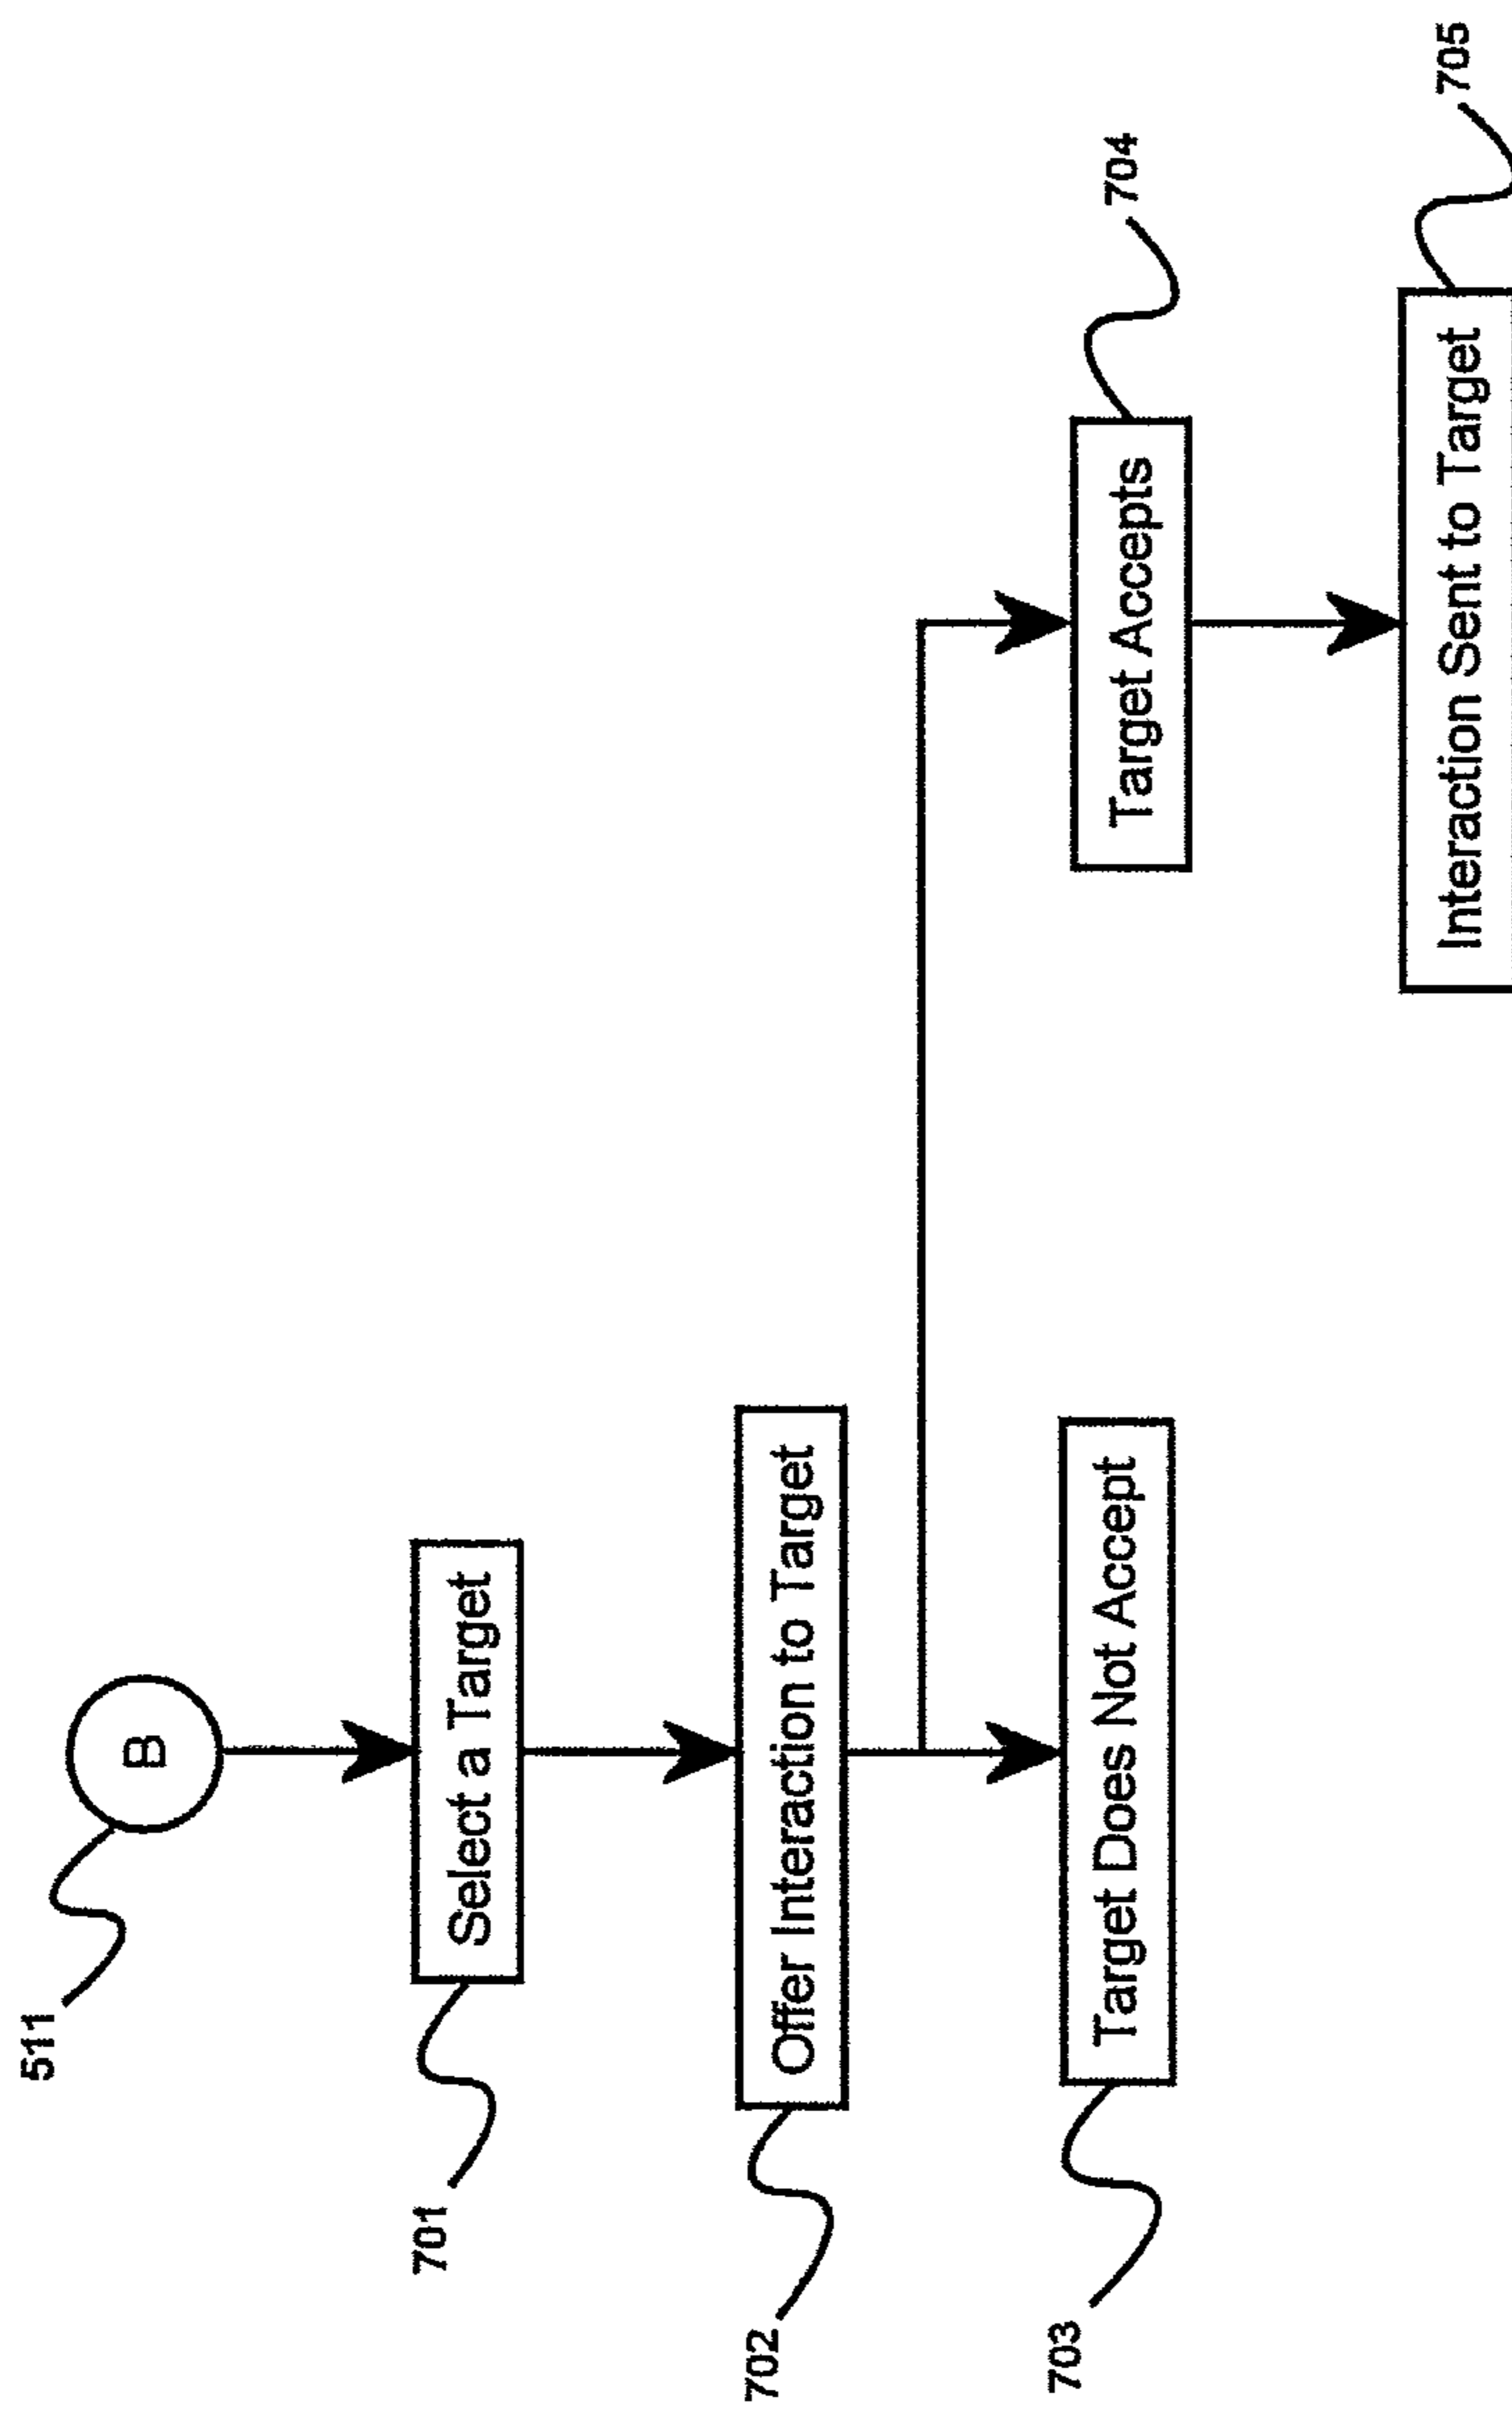 511
B
701
Select a Target
702
Offer Interaction to Target
703
Target Does Not Accept
704
Target Accepts
705
Interaction Sent to Target